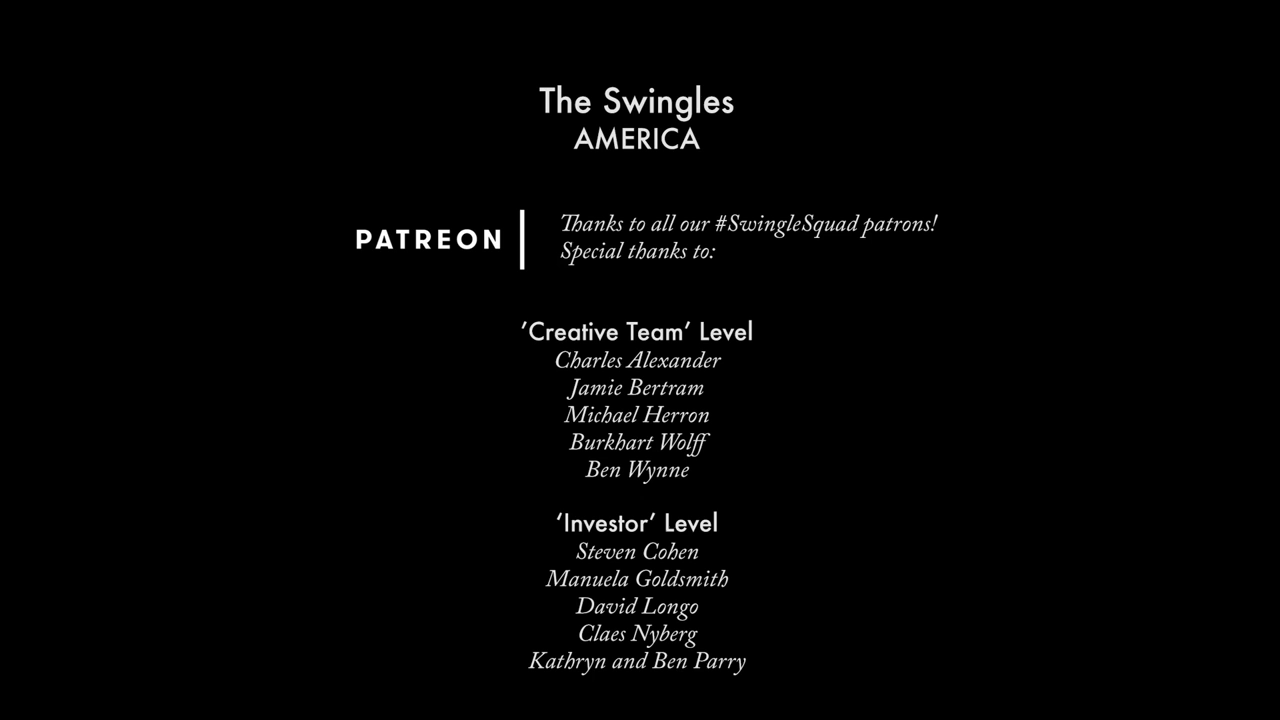 The Swingles
AMERICA
PATREON
Thanks to all our #SwingleSquad patrons!
Special thanks to:
’Creative Team’ Level
Charles Alexander
Jamie Bertram
Michael Herron
Burkhart Wolff
Ben Wynne
‘Investor’ Level
Steven Cohen
Manuela Goldsmith
David Longo
Claes Nyberg
Kathryn and Ben Parry